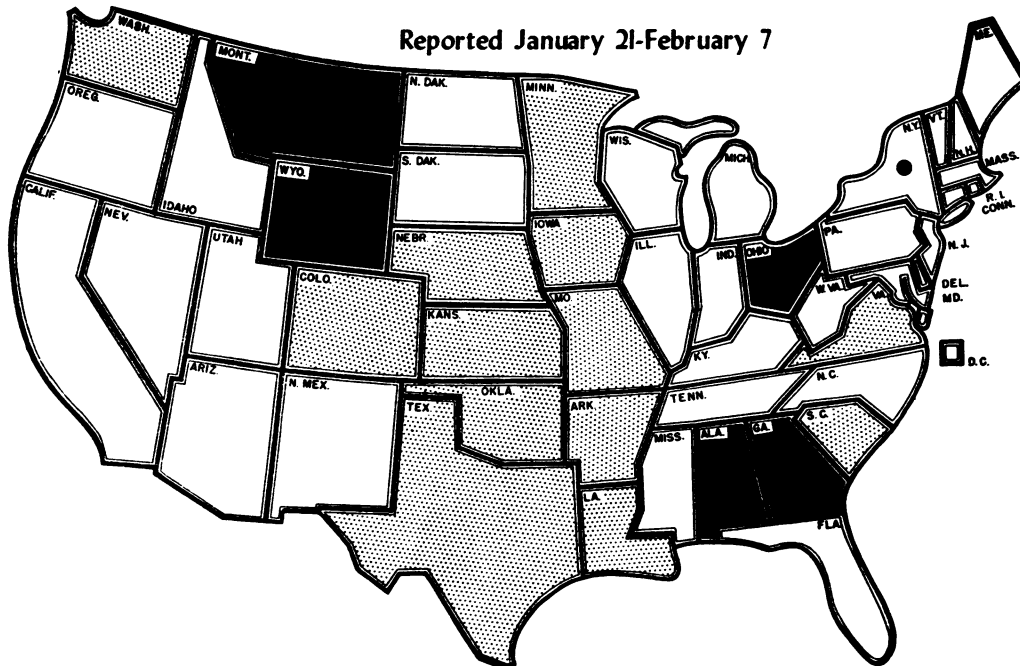 Reported January 21-February 7
WASH.
MONT.
N. DAK.
MINN.
ME.
OREG.
IDAHO
WYO.
S. DAK.
WIS.
MICH.
N.Y.
VT.
N.H.
MASS.
R. I.
CONN.
CALIF.
NEV.
UTAH
COLO.
NEBR
IOWA
ILL.
IND.
OHIO
PA.
N. J.
DEL.
MD.
W. VA.
VA.
D.C.
KANS.
MO.
KY.
ARIZ.
N. MEX.
OKLA.
TEX.
ARK.
TENN.
N.C.
S. C.
MISS.
ALA.
GA.
LA.
FLA.